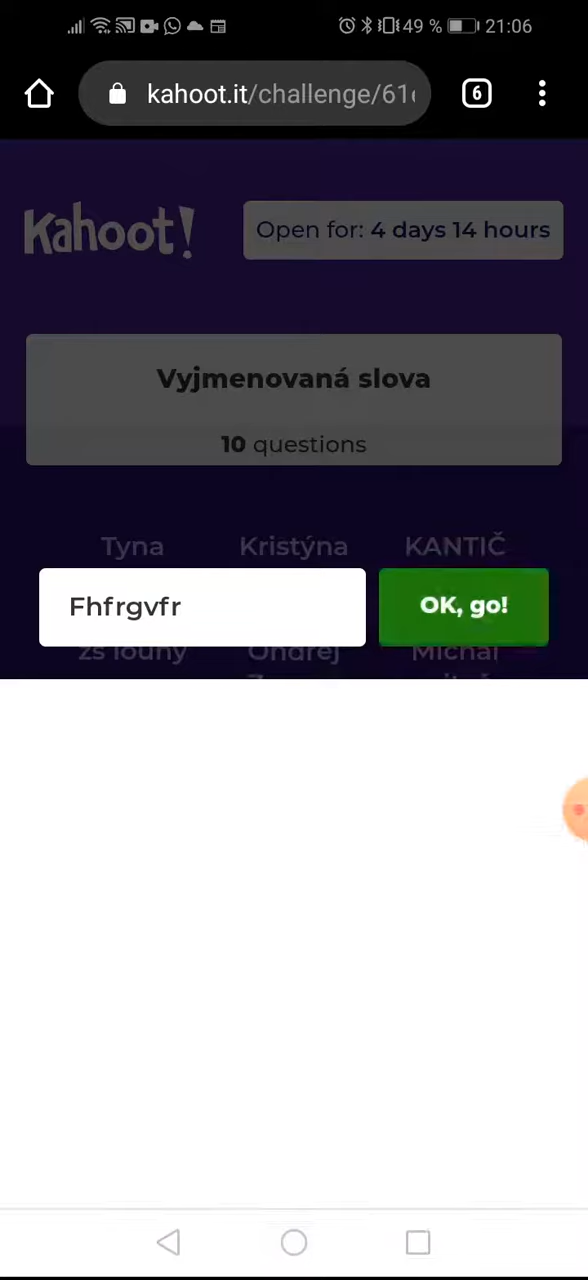 49 % 21:06
kahoot.it/challenge/61
6
Kahoot!
Open for: 4 days 14 hours
Vyjmenovaná slova
10 questions
Tyna Kristýna KANTIČ
Fhfrgvfr OK, go!
zs louny Ondřej Michal